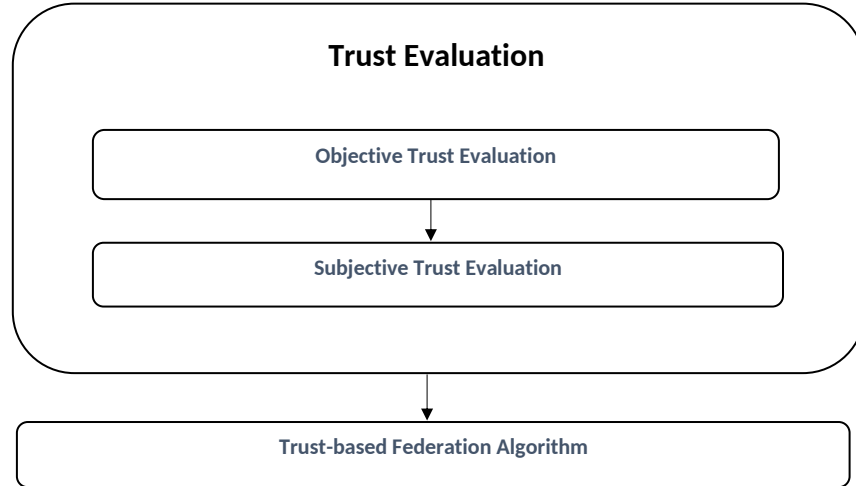 Trust Evaluation
Objective Trust Evaluation
Subjective Trust Evaluation
Trust-based Federation Algorithm